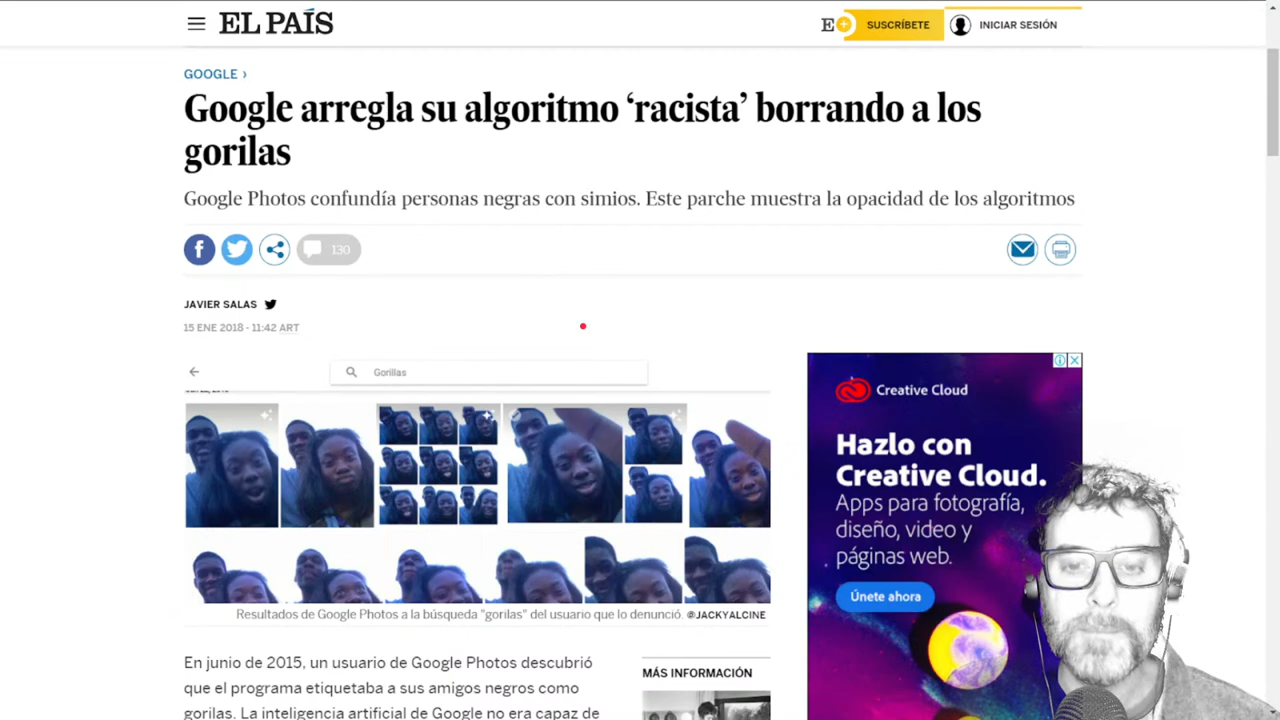 EL PAÍS
E+ SUSCRÍBETE
INICIAR SESIÓN
GOOGLE ›
Google arregla su algoritmo ‘racista’ borrando a los
gorilas
Google Photos confundía personas negras con simios. Este parche muestra la opacidad de los algoritmos
130
JAVIER SALAS
15 ENE 2018 - 11:42 ART
Gorillas
Resultados de Google Photos a la búsqueda "gorilas" del usuario que lo denunció. @JACKYALCINE
En junio de 2015, un usuario de Google Photos descubrió
que el programa etiquetaba a sus amigos negros como
gorilas. La inteligencia artificial de Google no era capaz de
MÁS INFORMACIÓN
Creative Cloud
Hazlo con
Creative Cloud.
Apps para fotografía,
diseño, video y
páginas web.
Únete ahora